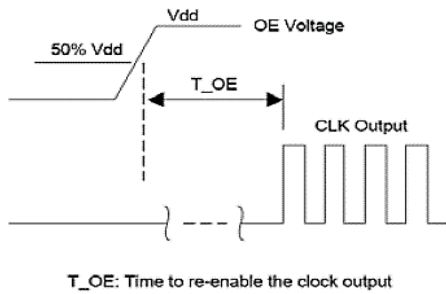 Vdd
OE Voltage
50% Vdd
T_OE
CLK Output
T_OE: Time to re-enable the clock output